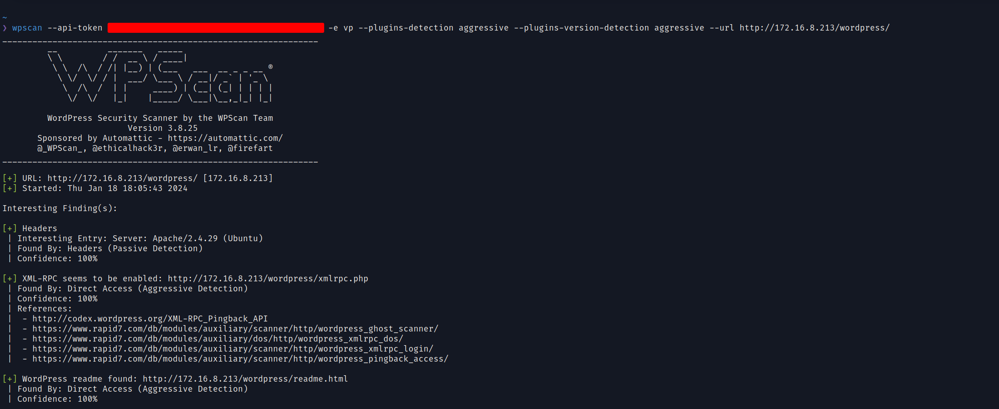 ~
❯ wpscan --api-token -e vp --plugins-detection aggressive --plugins-version-detection aggressive --url http://172.16.8.213/wordpress/
_______________________________________________________________
         __          _______   _____
         \ \        / /  __ \ / ____|
          \ \  /\  / /| |__) | (___   ___  __ _ _ __ ®
           \ \/  \/ / |  ___/ \___ \ / __|/ _` | '_ \
            \  /\  /  | |     ____) | (__| (_| | | | |
             \/  \/   |_|    |_____/ \___|\__,_|_| |_|
WordPress Security Scanner by the WPScan Team
Version 3.8.25
Sponsored by Automattic - https://automattic.com/
@_WPScan_, @ethicalhack3r, @erwan_lr, @firefart
_______________________________________________________________
[+] URL: http://172.16.8.213/wordpress/ [172.16.8.213]
[+] Started: Thu Jan 18 18:05:43 2024
Interesting Finding(s):
[+] Headers
 | Interesting Entry: Server: Apache/2.4.29 (Ubuntu)
 | Found By: Headers (Passive Detection)
 | Confidence: 100%
[+] XML-RPC seems to be enabled: http://172.16.8.213/wordpress/xmlrpc.php
 | Found By: Direct Access (Aggressive Detection)
 | Confidence: 100%
 | References:
 |  - http://codex.wordpress.org/XML-RPC_Pingback_API
 |  - https://www.rapid7.com/db/modules/auxiliary/scanner/http/wordpress_ghost_scanner/
 |  - https://www.rapid7.com/db/modules/auxiliary/dos/http/wordpress_xmlrpc_dos/
 |  - https://www.rapid7.com/db/modules/auxiliary/scanner/http/wordpress_xmlrpc_login/
 |  - https://www.rapid7.com/db/modules/auxiliary/scanner/http/wordpress_pingback_access/
[+] WordPress readme found: http://172.16.8.213/wordpress/readme.html
 | Found By: Direct Access (Aggressive Detection)
 | Confidence: 100%